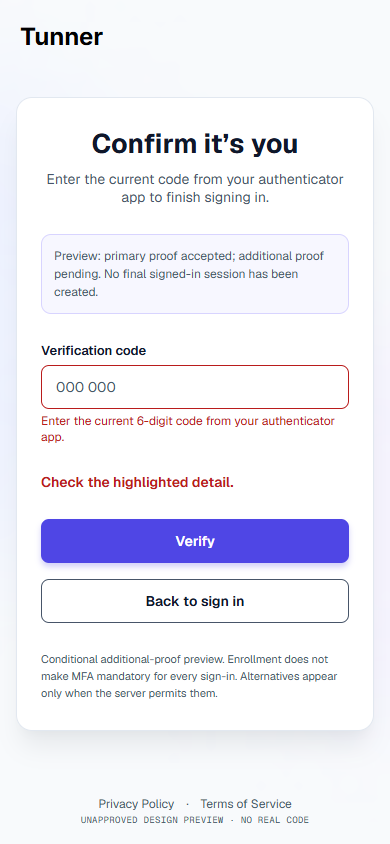 Tunner
Confirm it’s you
Enter the current code from your authenticator
app to finish signing in.
Preview: primary proof accepted; additional proof
pending. No final signed-in session has been
created.
Verification code
000 000
Enter the current 6-digit code from your authenticator
app.
Check the highlighted detail.
Verify
Back to sign in
Conditional additional-proof preview. Enrollment does not
make MFA mandatory for every sign-in. Alternatives appear
only when the server permits them.
Privacy Policy · Terms of Service
UNAPPROVED DESIGN PREVIEW · NO REAL CODE